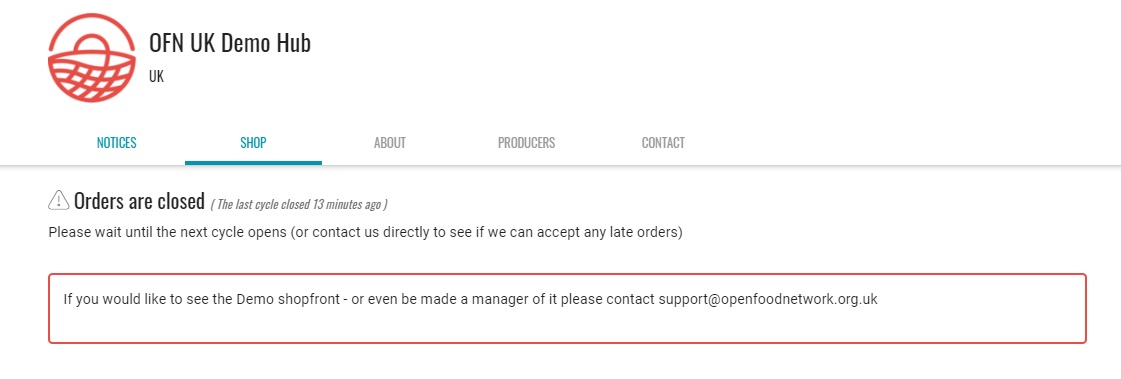 OFN UK Demo Hub
UK
NOTICES SHOP ABOUT PRODUCERS CONTACT
Orders are closed ( The last cycle closed 13 minutes ago )
Please wait until the next cycle opens (or contact us directly to see if we can accept any late orders)
If you would like to see the Demo shopfront - or even be made a manager of it please contact support@openfoodnetwork.org.uk